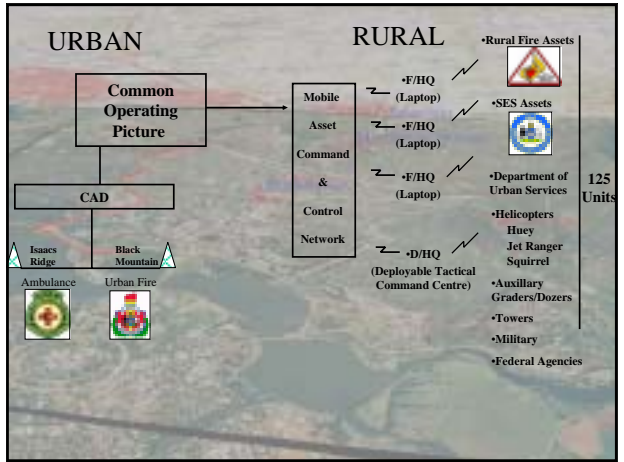 URBAN
RURAL
Common
Operating
Picture
CAD
Isaacs
Ridge
Black
Mountain
Ambulance
Urban Fire
Mobile
Asset
Command
&
Control
Network
•F/HQ
(Laptop)
•F/HQ
(Laptop)
•F/HQ
(Laptop)
•D/HQ
(Deployable Tactical
Command Centre)
•Rural Fire Assets
•SES Assets
•Department of
Urban Services
•Helicopters
Huey
Jet Ranger
Squirrel
•Auxillary
Graders/Dozers
•Towers
•Military
•Federal Agencies
125
Units